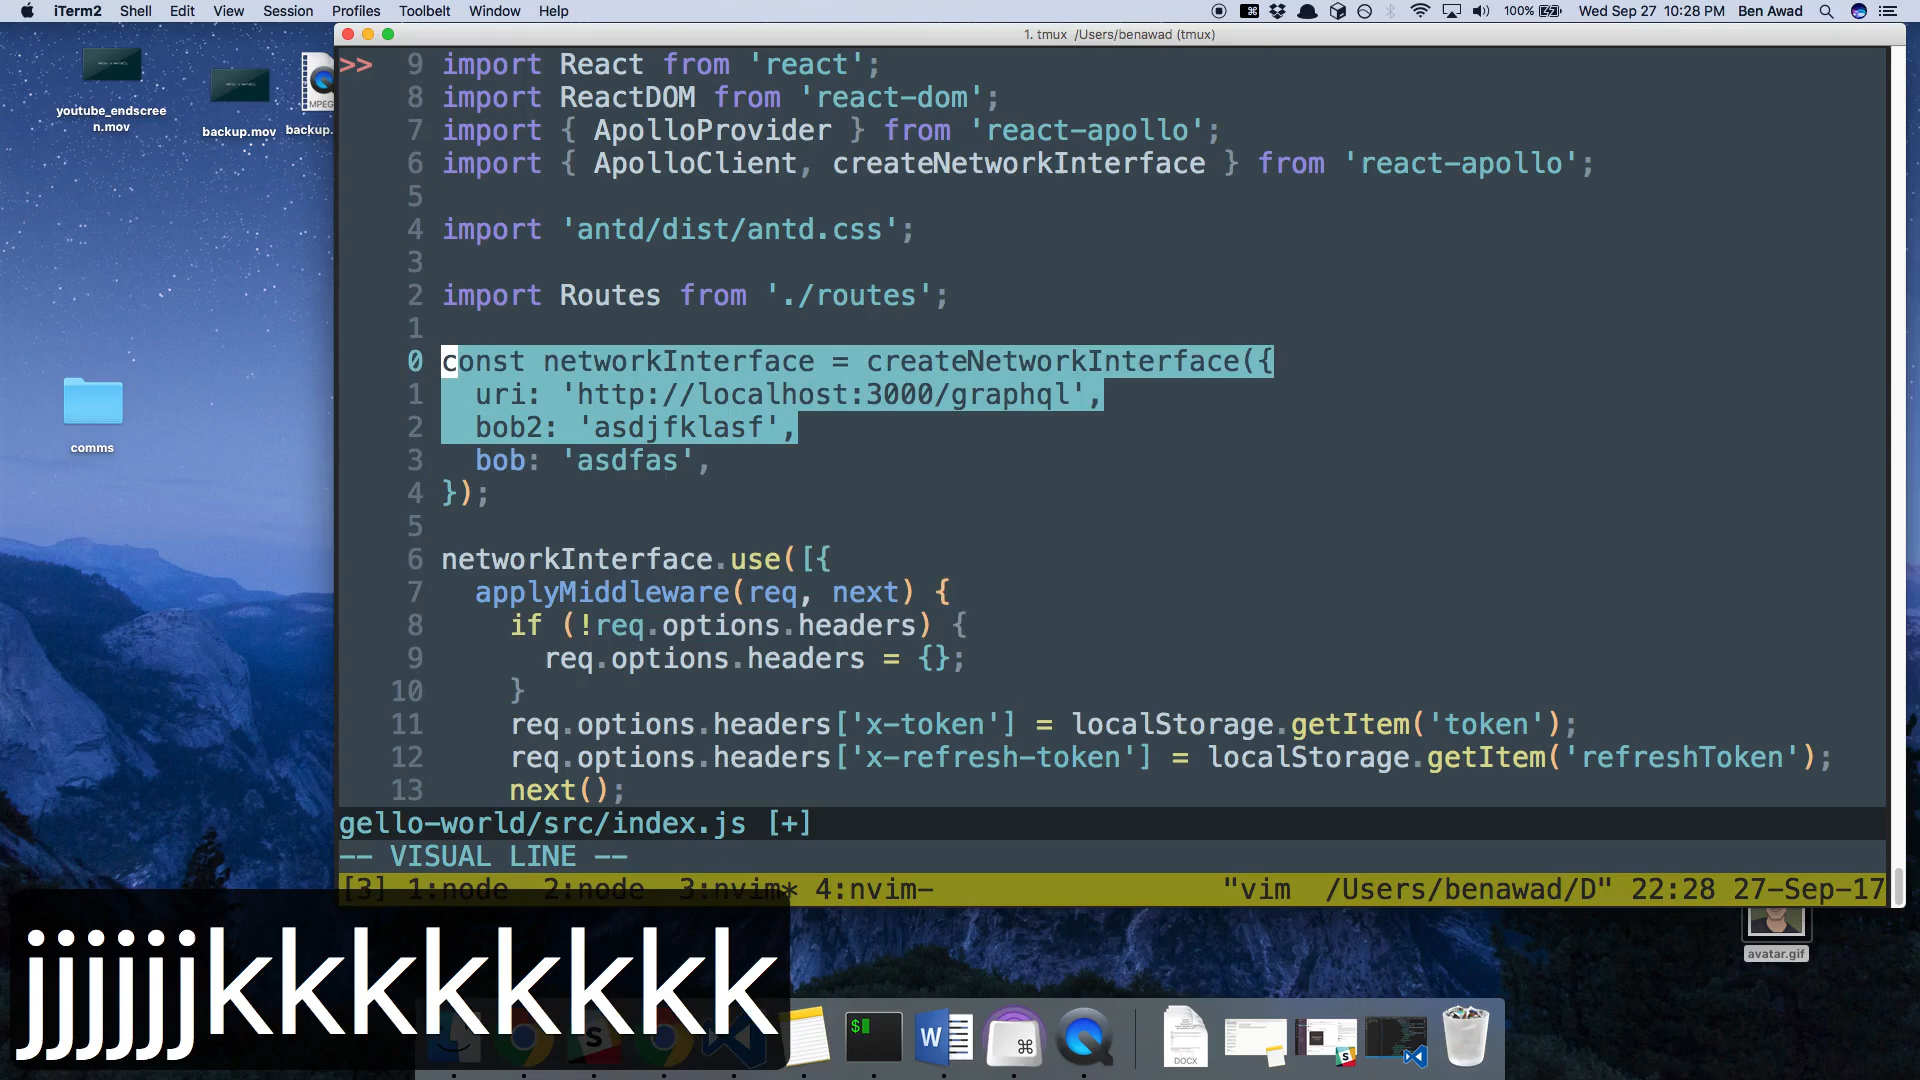 iTerm2 Shell Edit View Session Profiles Toolbelt Window Help 100% Wed Sep 27 10:28 PM Ben Awad
1. tmux /Users/benawad (tmux)
youtube_endscree
n.mov
backup.mov
backup.
MPEG
comms
>> 9 import React from 'react';
8 import ReactDOM from 'react-dom';
7 import { ApolloProvider } from 'react-apollo';
6 import { ApolloClient, createNetworkInterface } from 'react-apollo';
5
4 import 'antd/dist/antd.css';
3
2 import Routes from './routes';
1
0 const networkInterface = createNetworkInterface({
1 uri: 'http://localhost:3000/graphql',
2 bob2: 'asdjfklasf',
3 bob: 'asdfas',
4 });
5
6 networkInterface.use([{
7 applyMiddleware(req, next) {
8 if (!req.options.headers) {
9 req.options.headers = {};
10 }
11 req.options.headers['x-token'] = localStorage.getItem('token');
12 req.options.headers['x-refresh-token'] = localStorage.getItem('refreshToken');
13 next();
gello-world/src/index.js [+]
-- VISUAL LINE --
[3] 1:node 2:node 3:nvim* 4:nvim- "vim /Users/benawad/D" 22:28 27-Sep-17
jjjjjjkkkkkkkk
avatar.gif
$
W
⌘
DOCX